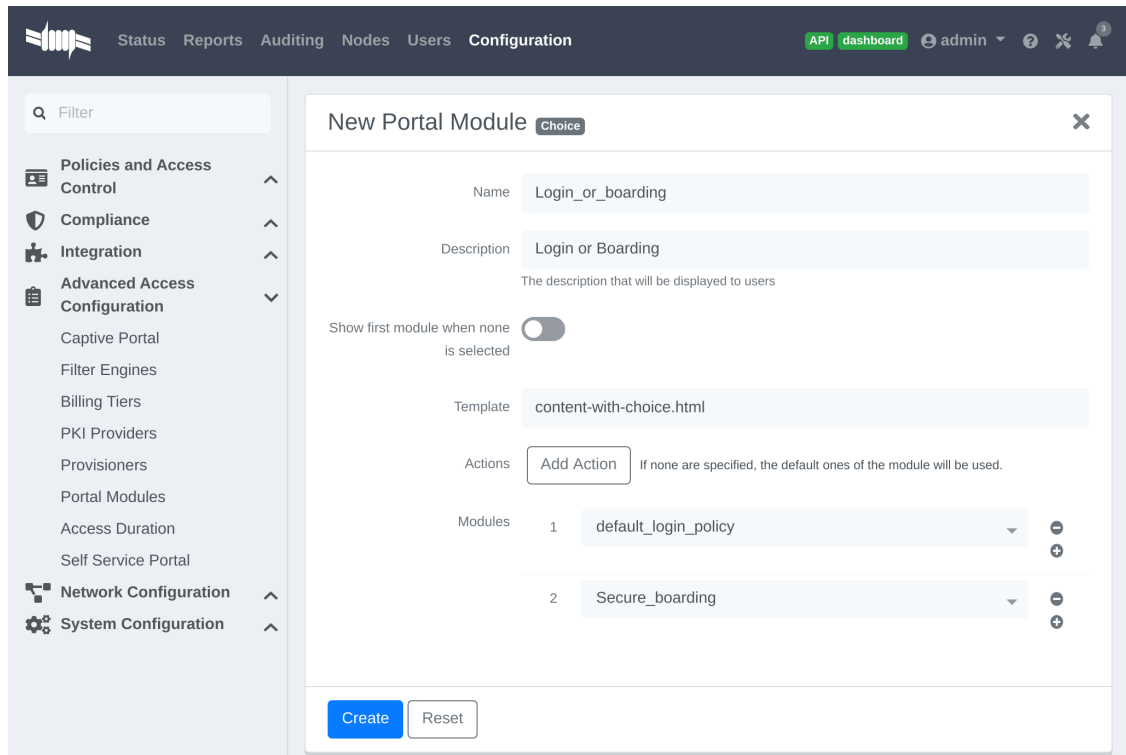 Status Reports Auditing Nodes Users Configuration API dashboard admin 3
Filter
Policies and Access
Control
Compliance
Integration
Advanced Access
Configuration
Captive Portal
Filter Engines
Billing Tiers
PKI Providers
Provisioners
Portal Modules
Access Duration
Self Service Portal
Network Configuration
System Configuration
New Portal Module Choice
Name Login_or_boarding
Description Login or Boarding
The description that will be displayed to users
Show first module when none
is selected
Template content-with-choice.html
Actions Add Action If none are specified, the default ones of the module will be used.
Modules 1 default_login_policy
2 Secure_boarding
Create Reset